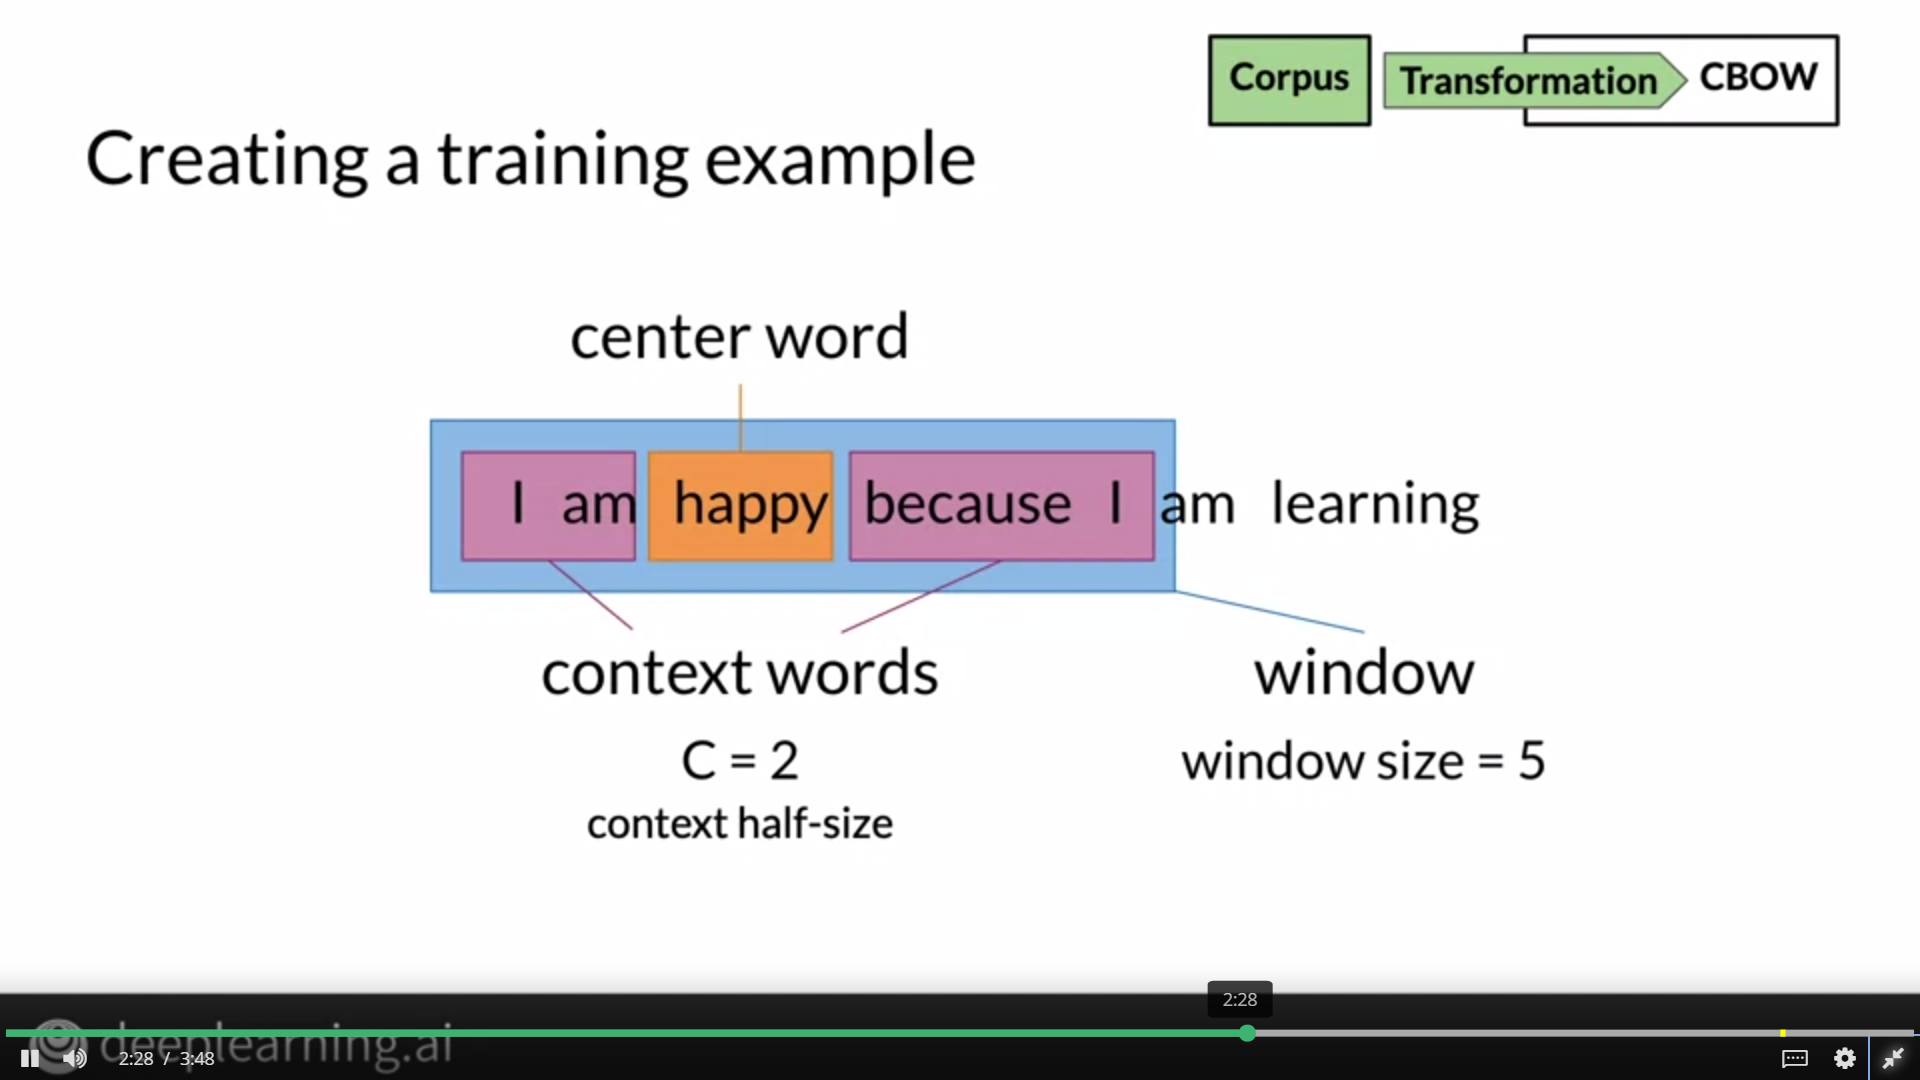 Corpus Transformation CBOW
Creating a training example
center word
I am happy because I am learning
context words window
C = 2 window size = 5
context half-size
2:28
deeplearning.ai
2:28 / 3:48